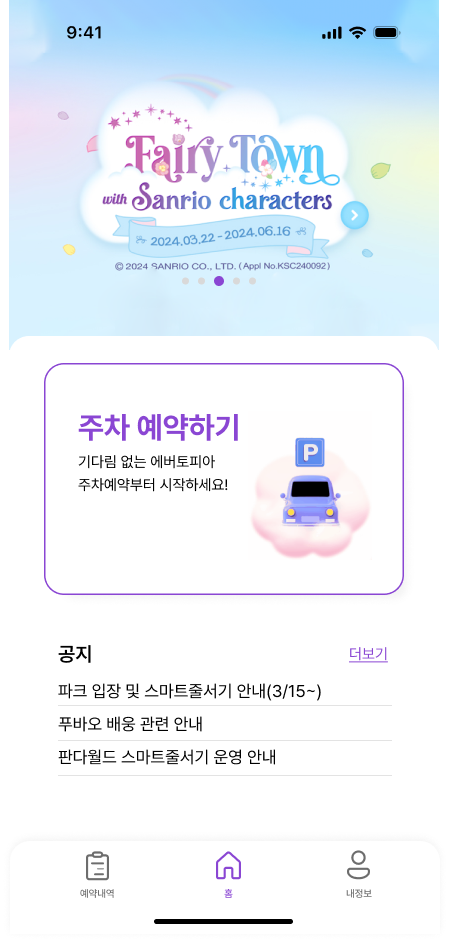 9:41
Fairy Town
with Sanrio characters
2024.03.22 - 2024.06.16
© 2024 SANRIO CO., LTD. (Appl No.KSC240092)
주차 예약하기
기다림 없는 에버토피아
주차예약부터 시작하세요!
P
공지
더보기
파크 입장 및 스마트줄서기 안내(3/15~)
푸바오 배웅 관련 안내
판다월드 스마트줄서기 운영 안내
예약내역
홈
내정보